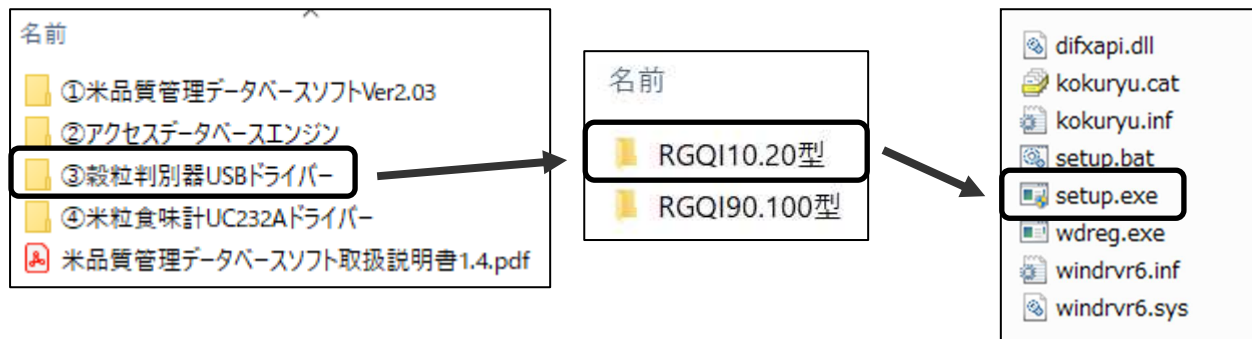 名前
①米品質管理データベースソフトVer2.03
②アクセスデータベースエンジン
③穀粒判別器USBドライバー
④米粒食味計UC232Aドライバー
米品質管理データベースソフト取扱説明書1.4.pdf
名前
RGQI10.20型
RGQI90.100型
difxapi.dll
kokuryu.cat
kokuryu.inf
setup.bat
setup.exe
wdreg.exe
windrvr6.inf
windrvr6.sys